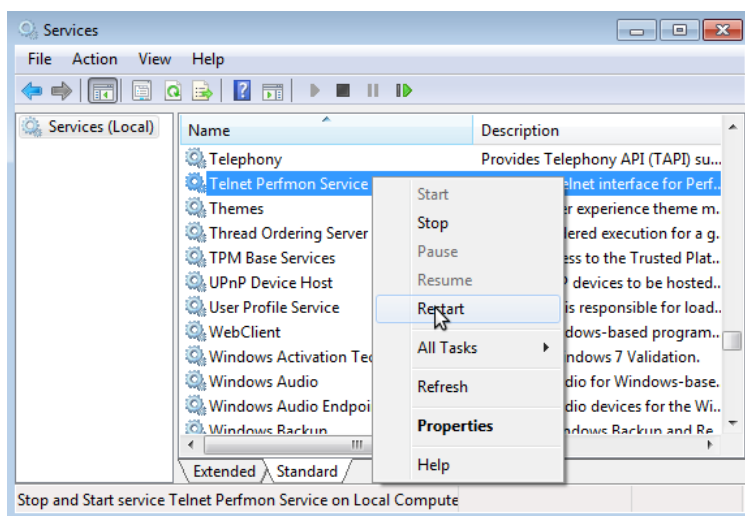 Services
File Action View Help
Services (Local)
Name Description
Telephony Provides Telephony API (TAPI) su...
Telnet Perfmon Service elnet interface for Perf..
Themes er experience theme m.
Thread Ordering Server lered execution for a g.
TPM Base Services ess to the Trusted Plat..
UPnP Device Host devices to be hosted..
User Profile Service is responsible for load..
WebClient dows-based program..
Windows Activation Tec ndows 7 Validation.
Windows Audio dio for Windows-base.
Windows Audio Endpoi dio devices for the Wi..
Windows Backup ndows Backup and Re
Start
Stop
Pause
Resume
Restart
All Tasks
Refresh
Properties
Help
Extended Standard
Stop and Start service Telnet Perfmon Service on Local Compute